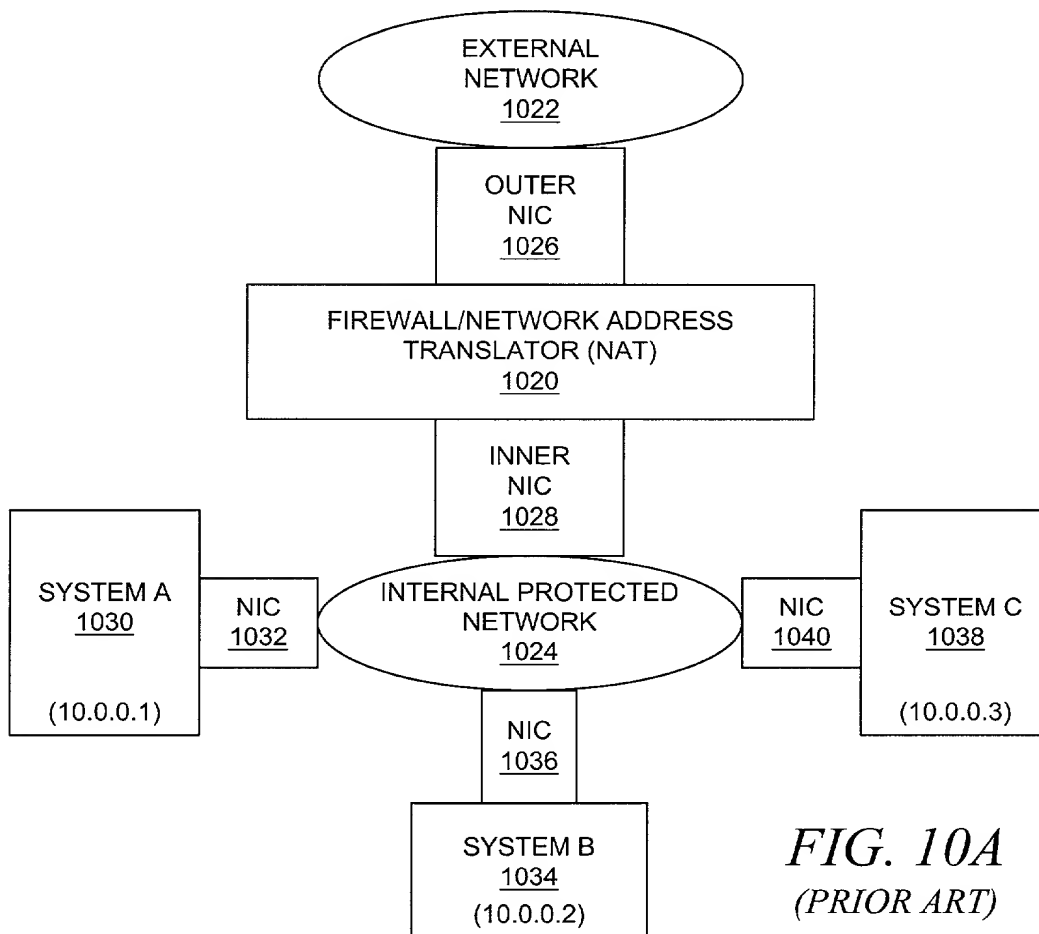 EXTERNAL
NETWORK
1022
OUTER
NIC
1026
FIREWALL/NETWORK ADDRESS
TRANSLATOR (NAT)
1020
INNER
NIC
1028
SYSTEM A
1030
(10.0.0.1)
NIC
1032
INTERNAL PROTECTED
NETWORK
1024
NIC
1040
SYSTEM C
1038
(10.0.0.3)
NIC
1036
SYSTEM B
1034
(10.0.0.2)
FIG. 10A
(PRIOR ART)